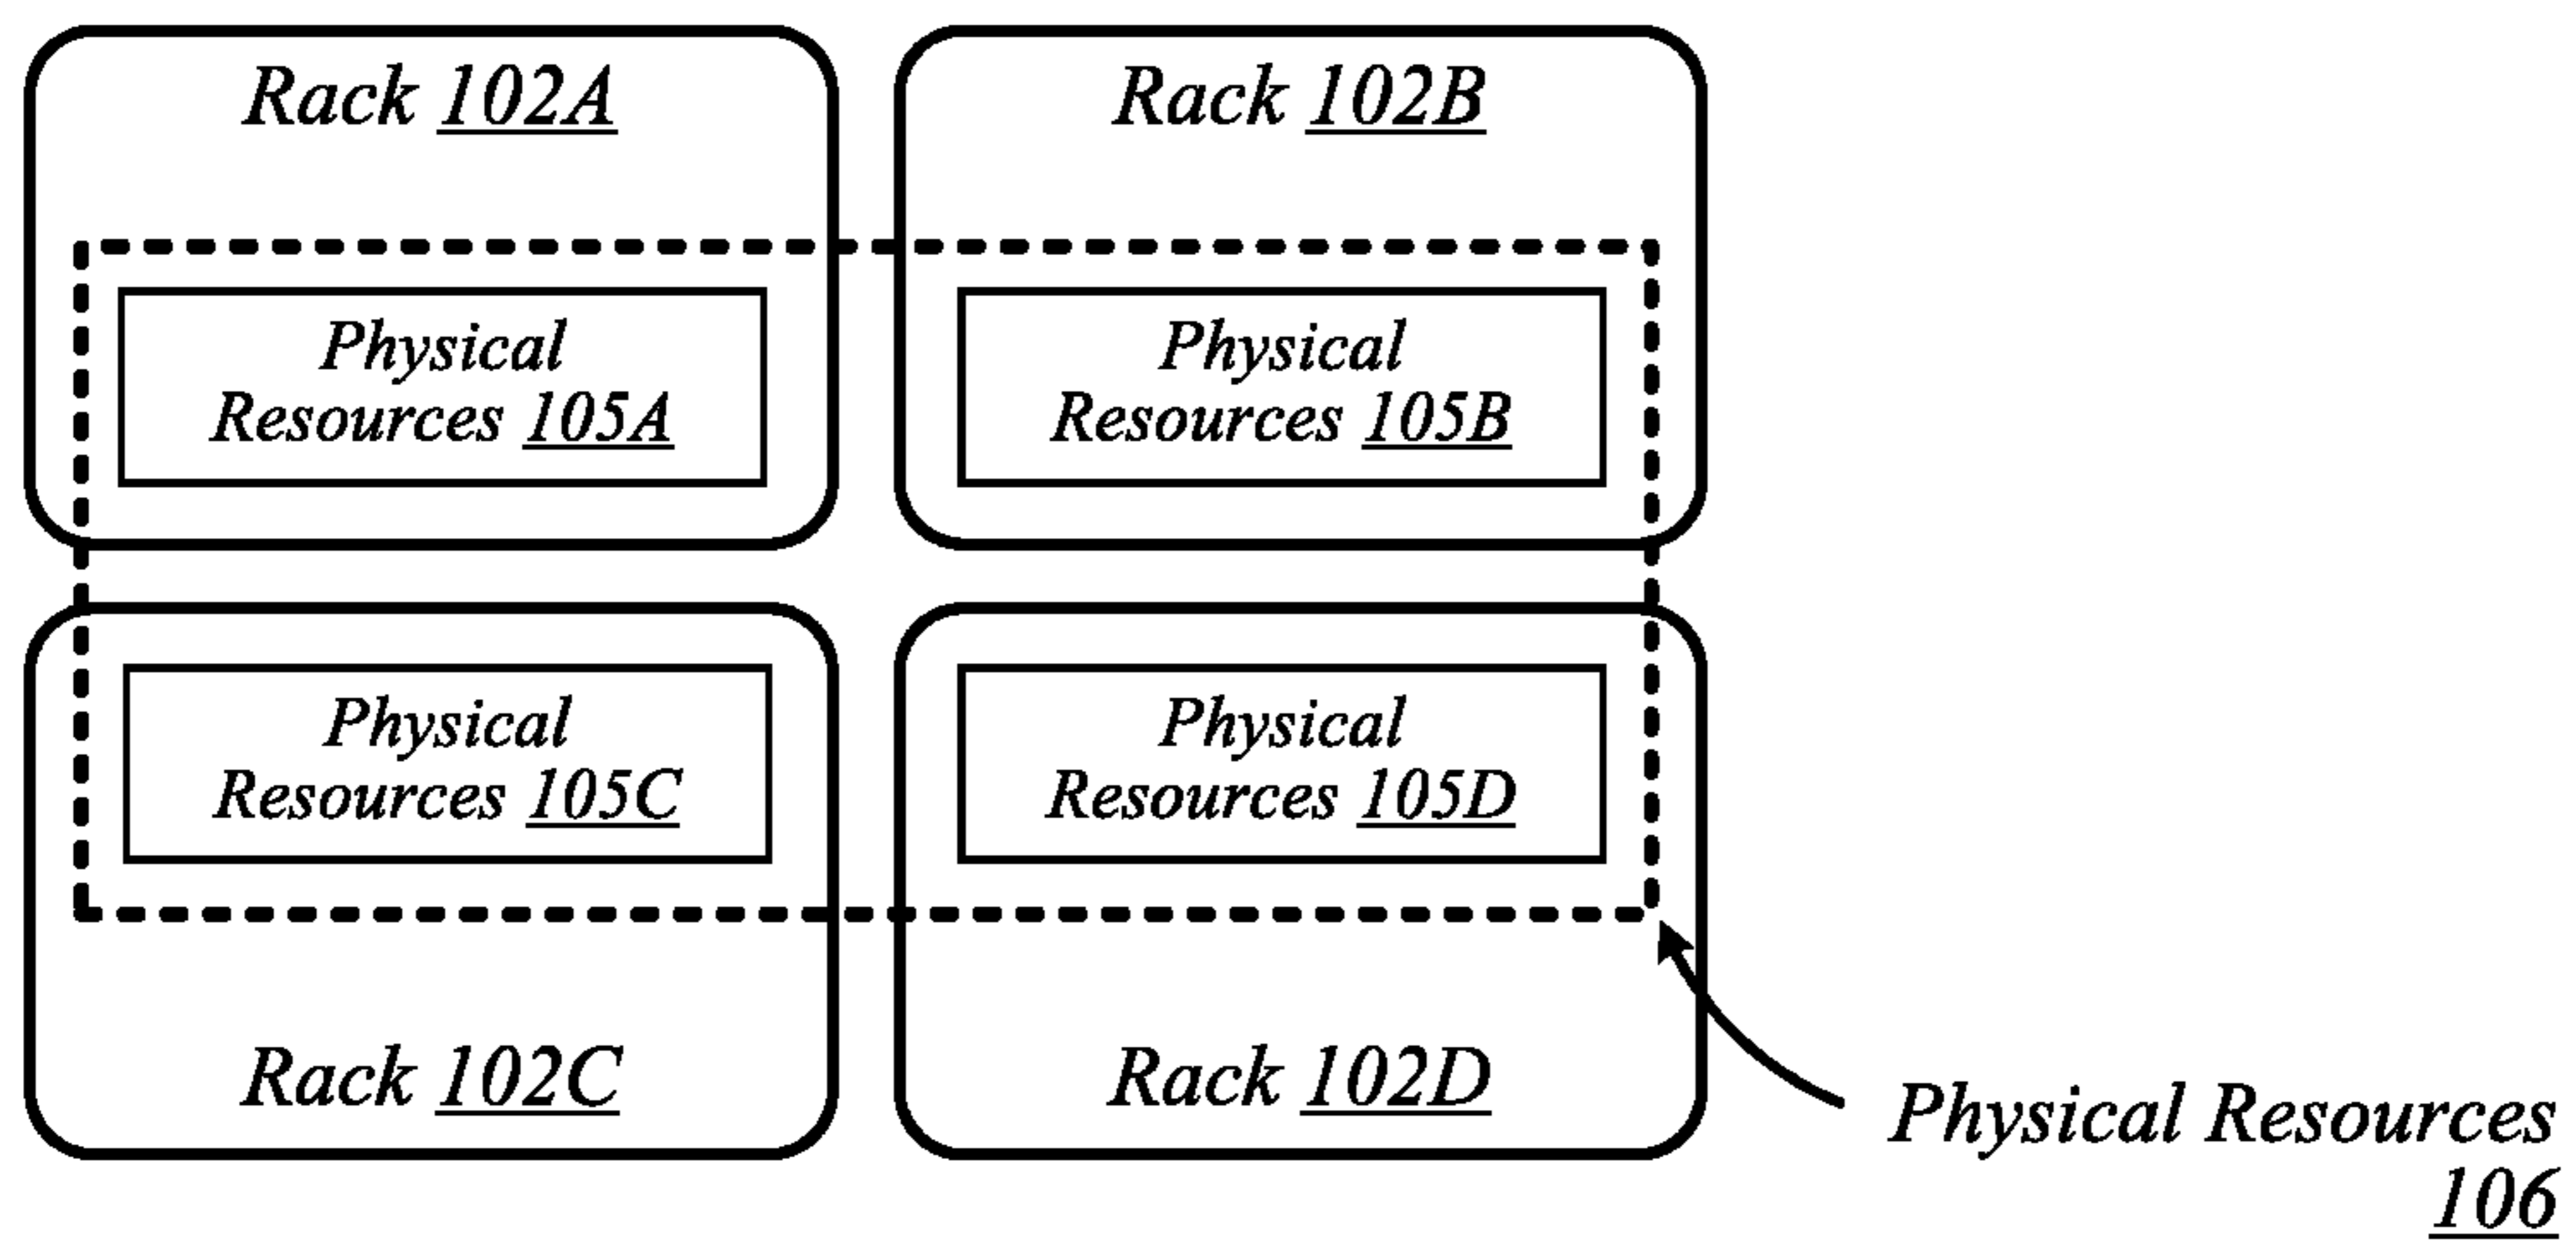 Rack 102A
Rack 102B
Physical
Resources 105A
Physical
Resources 105B
Physical
Resources 105C
Physical
Resources 105D
Rack 102C
Rack 102D
Physical Resources
106